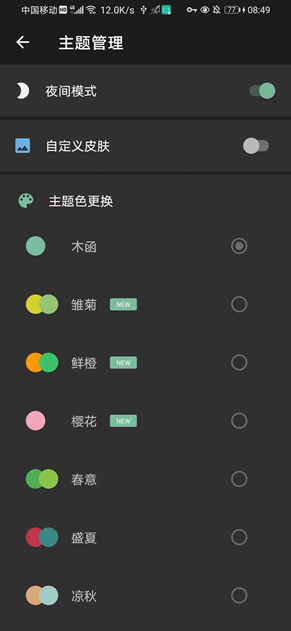 中国移动 HD 4G 12.0K/s 77 08:49
主题管理
夜间模式
自定义皮肤
主题色更换
木函
雏菊 NEW
鲜橙 NEW
樱花 NEW
春意
盛夏
凉秋